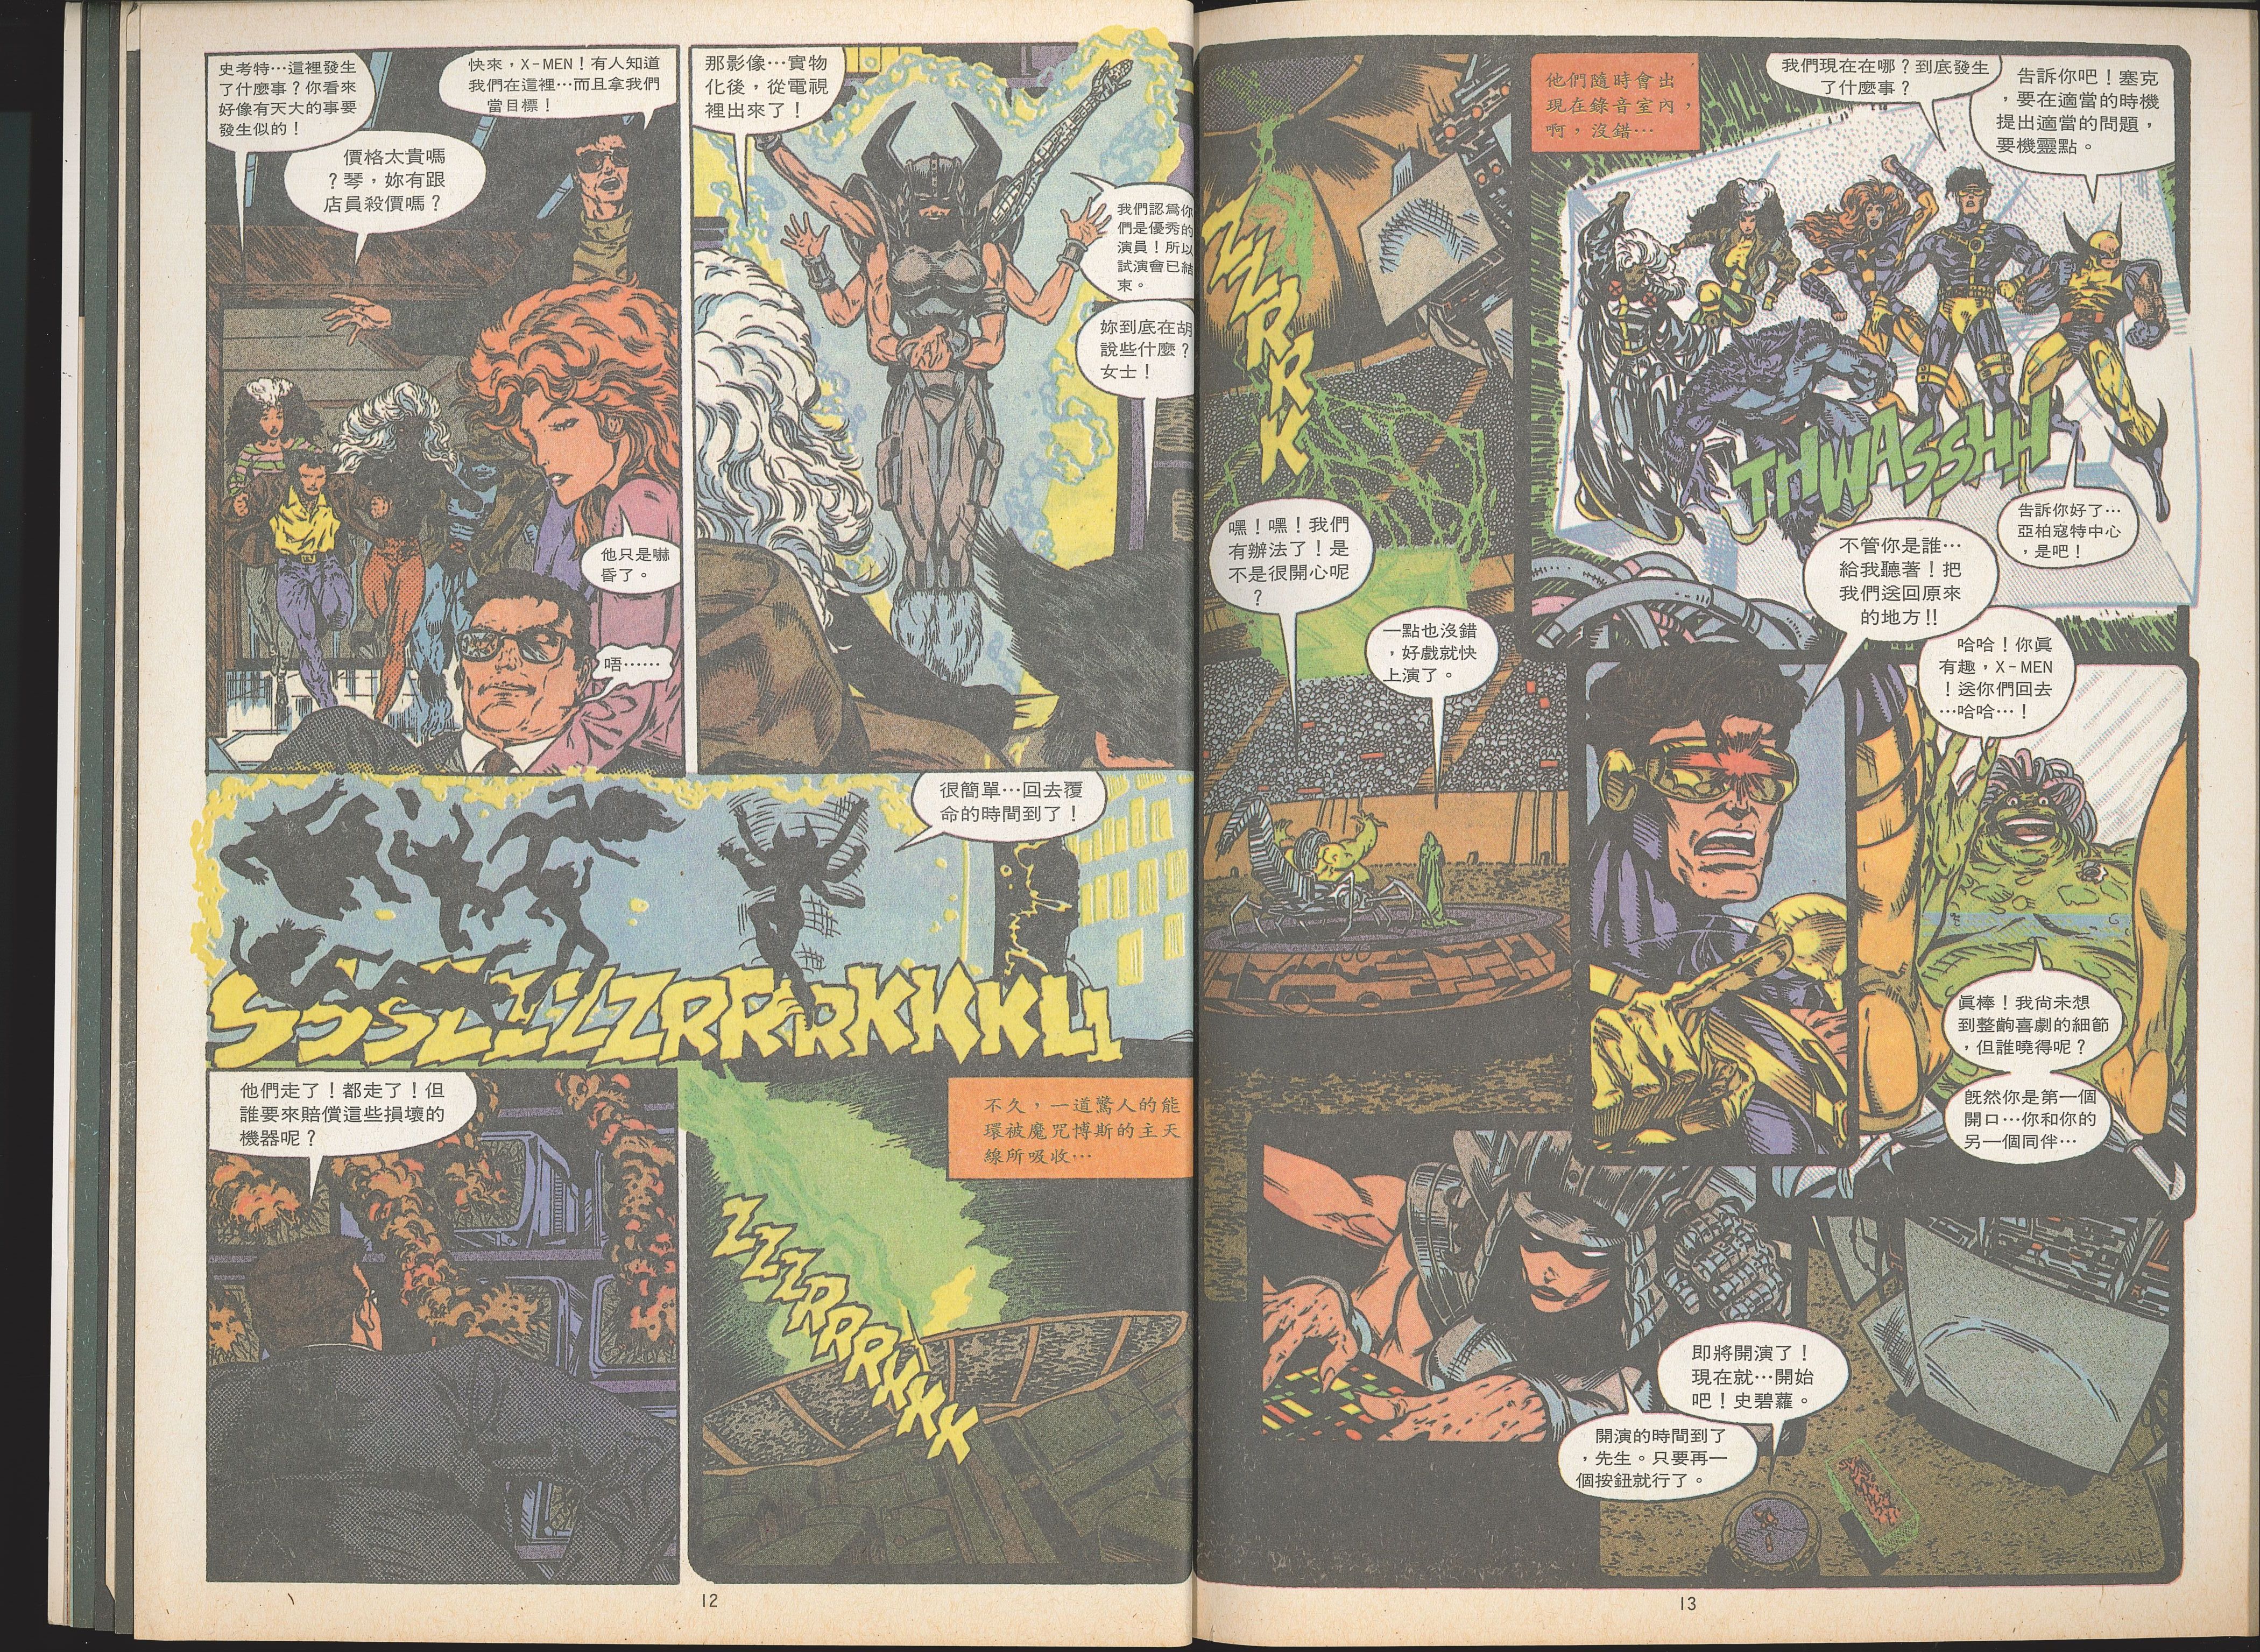 史考特⋯這裡發生
了什麼事？你看來
好像有天大的事要
發生似的！
快來，X-MEN！有人知道
我們在這裡⋯而且拿我們
當目標！
價格太貴嗎
？琴，妳有跟
店員殺價嗎？
他只是嚇
昏了。
唔⋯⋯
那影像⋯實物
化後，從電視
裡出來了！
我們認爲你
們是優秀的
演員！所以
試演會已結
束。
妳到底在胡
說些什麼？
女士！
很簡單⋯回去覆
命的時間到了！
SSSZZZZRRRRKKKKL!
他們走了！都走了！但
誰要來賠償這些損壞的
機器呢？
不久，一道驚人的能
環被魔咒博斯的主天
線所吸收⋯
ZZZRRRRKKK
12
ZZZRRKK
他們隨時會出
現在錄音室內，
啊，沒錯⋯
我們現在在哪？到底發生
了什麼事？
告訴你吧！塞克
，要在適當的時機
提出適當的問題，
要機靈點。
THWASSHH
告訴你好了⋯
亞柏寇特中心
，是吧！
嘿！嘿！我們
有辦法了！是
不是很開心呢
？
一點也沒錯
，好戲就快
上演了。
不管你是誰⋯
給我聽著！把
我們送回原來
的地方!!
哈哈！你眞
有趣，X-MEN
！送你們回去
⋯哈哈⋯！
眞棒！我尚未想
到整齣喜劇的細節
，但誰曉得呢？
旣然你是第一個
開口⋯你和你的
另一個同伴⋯
即將開演了！
現在就⋯開始
吧！史碧蘿。
開演的時間到了
，先生。只要再一
個按鈕就行了。
13